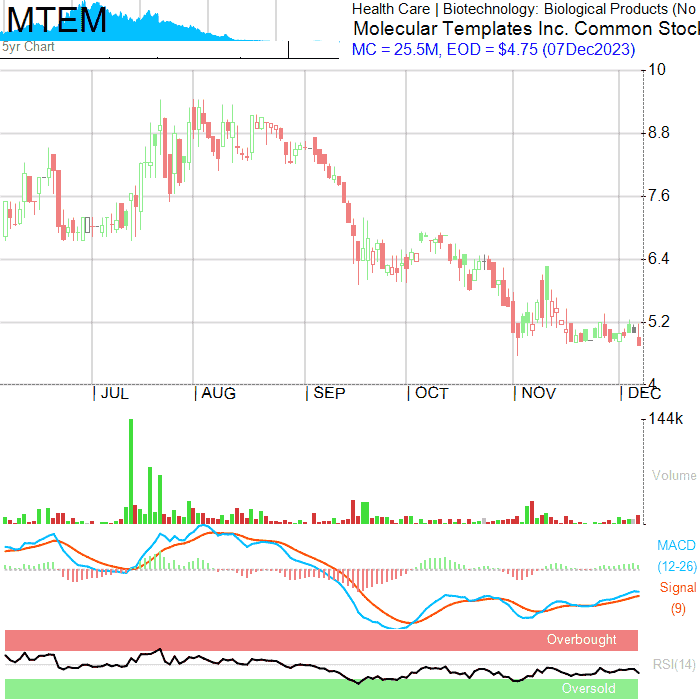 MTEM
5yr Chart
Health Care | Biotechnology: Biological Products (No
Molecular Templates Inc. Common Stoc
MC = 25.5M, EOD = $4.75 (07Dec2023)
10
8.8
7.6
6.4
5.2
4
JUL AUG SEP OCT NOV DEC
144k
Volume
MACD
(12-26)
Signal
(9)
Overbought
RSI(14)
Oversold